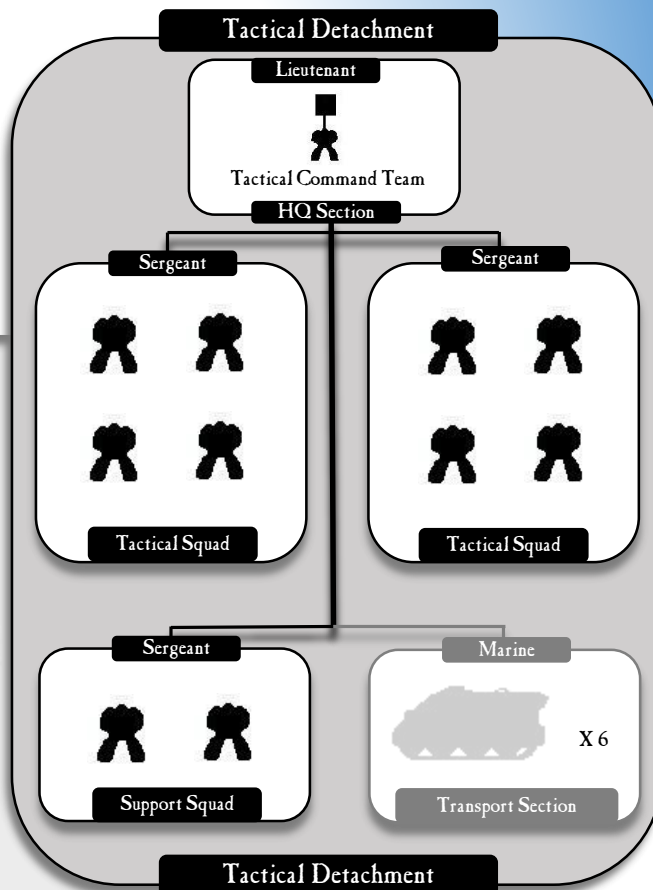 Tactical Detachment
Lieutenant
Tactical Command Team
HQ Section
Sergeant
Sergeant
Tactical Squad
Tactical Squad
Sergeant
Marine
X 6
Support Squad
Transport Section
Tactical Detachment